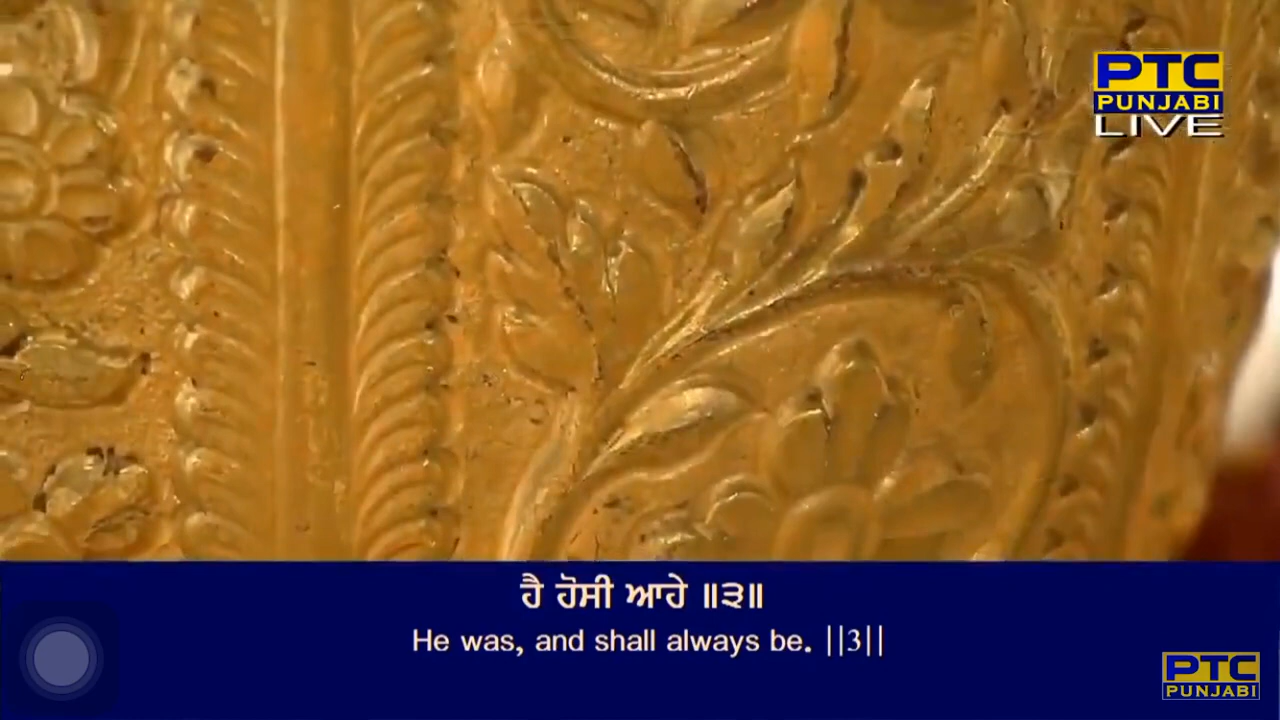 PTC
PUNJABI
LIVE
ਹੈ ਹੋਸੀ ਆਹੇ ॥੩॥
He was, and shall always be. ||3||
PTC
PUNJABI